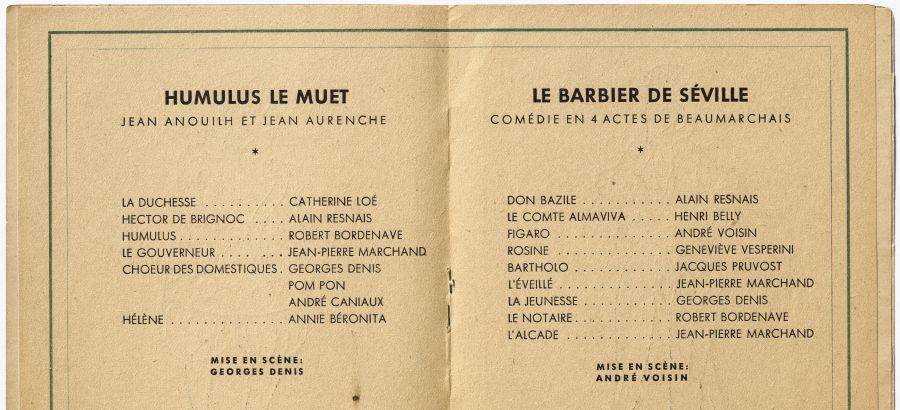 HUMULUS LE MUET
JEAN ANOUILH ET JEAN AURENCHE
*
LA DUCHESSE .......... CATHERINE LOÉ
HECTOR DE BRIGNOC .... ALAIN RESNAIS
HUMULUS ............. ROBERT BORDENAVE
LE GOUVERNEUR .... ... JEAN-PIERRE MARCHAND
CHOEUR DES DOMESTIQUES . GEORGES DENIS
POM PON
ANDRÉ CANIAUX
HÉLÈNE .............. ANNIE BÉRONITA
MISE EN SCÈNE:
GEORGES DENIS
LE BARBIER DE SÉVILLE
COMÉDIE EN 4 ACTES DE BEAUMARCHAIS
*
DON BAZILE ............ ALAIN RESNAIS
LE COMTE ALMAVIVA ..... HENRI BELLY
FIGARO ............... ANDRÉ VOISIN
ROSINE ............... GENEVIÈVE VESPERINI
BARTHOLO ............. JACQUES PRUVOST
L'ÉVEILLÉ .............. JEAN-PIERRE MARCHAND
LA JEUNESSE ........... GEORGES DENIS
LE NOTAIRE ............ ROBERT BORDENAVE
L'ALCADE ............. JEAN-PIERRE MARCHAND
MISE EN SCÈNE:
ANDRÉ VOISIN